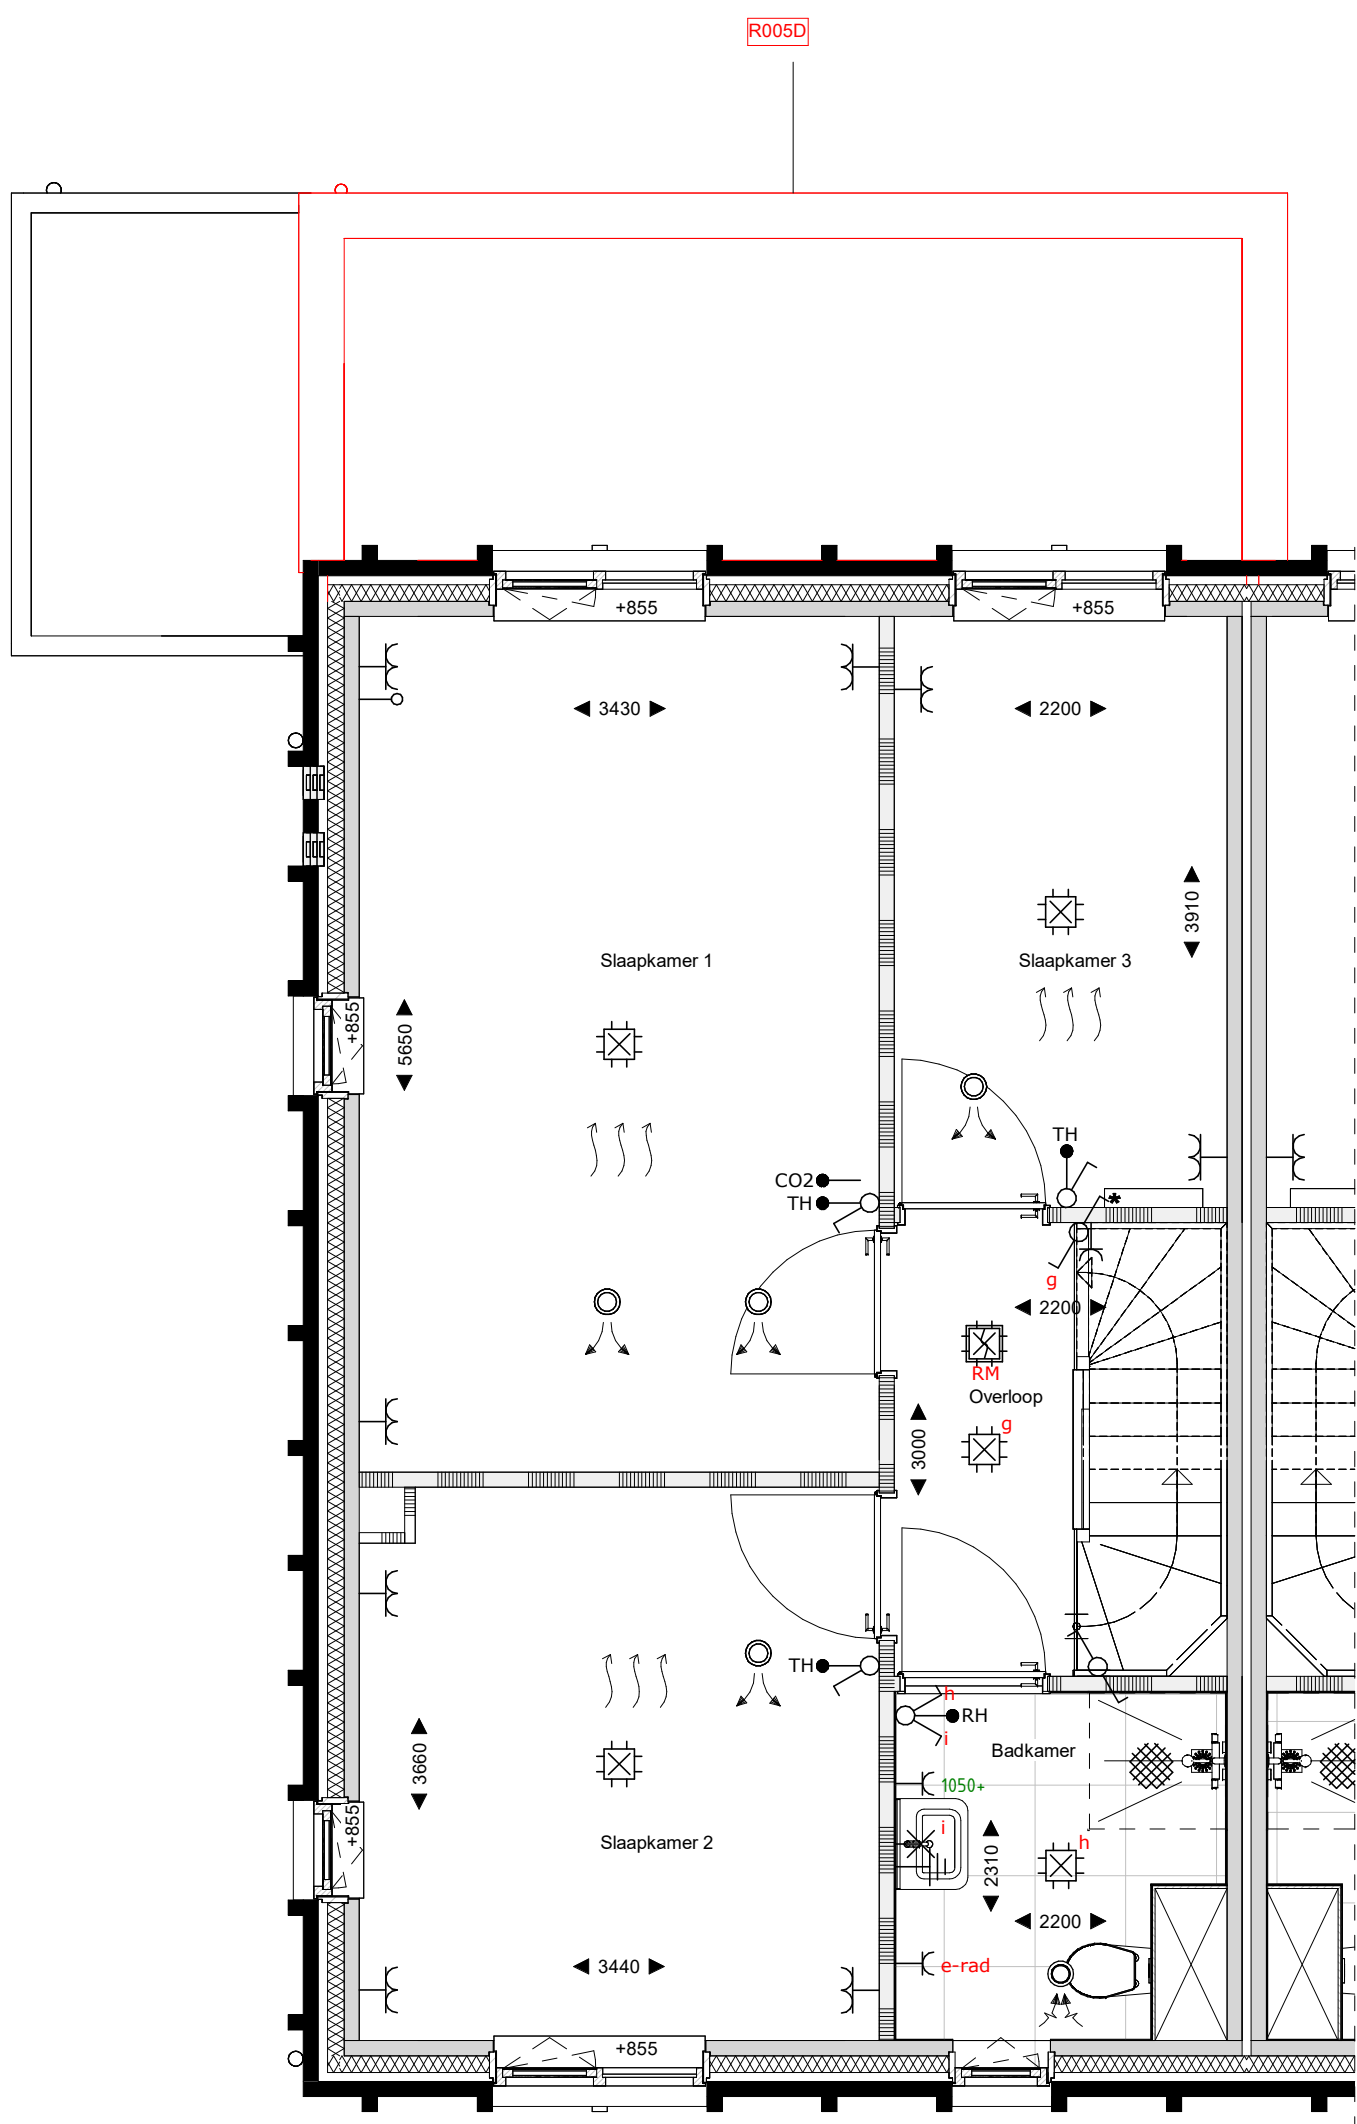 R005D
+855
+855
3430
2200
3910
Slaapkamer 1
Slaapkamer 3
+855
5650
TH
CO2
TH
*
g
2200
RM
Overloop
g
3000
TH
h
RH
i
Badkamer
3660
1050+
+855
i
Slaapkamer 2
h
2310
2200
3440
e-rad
+855